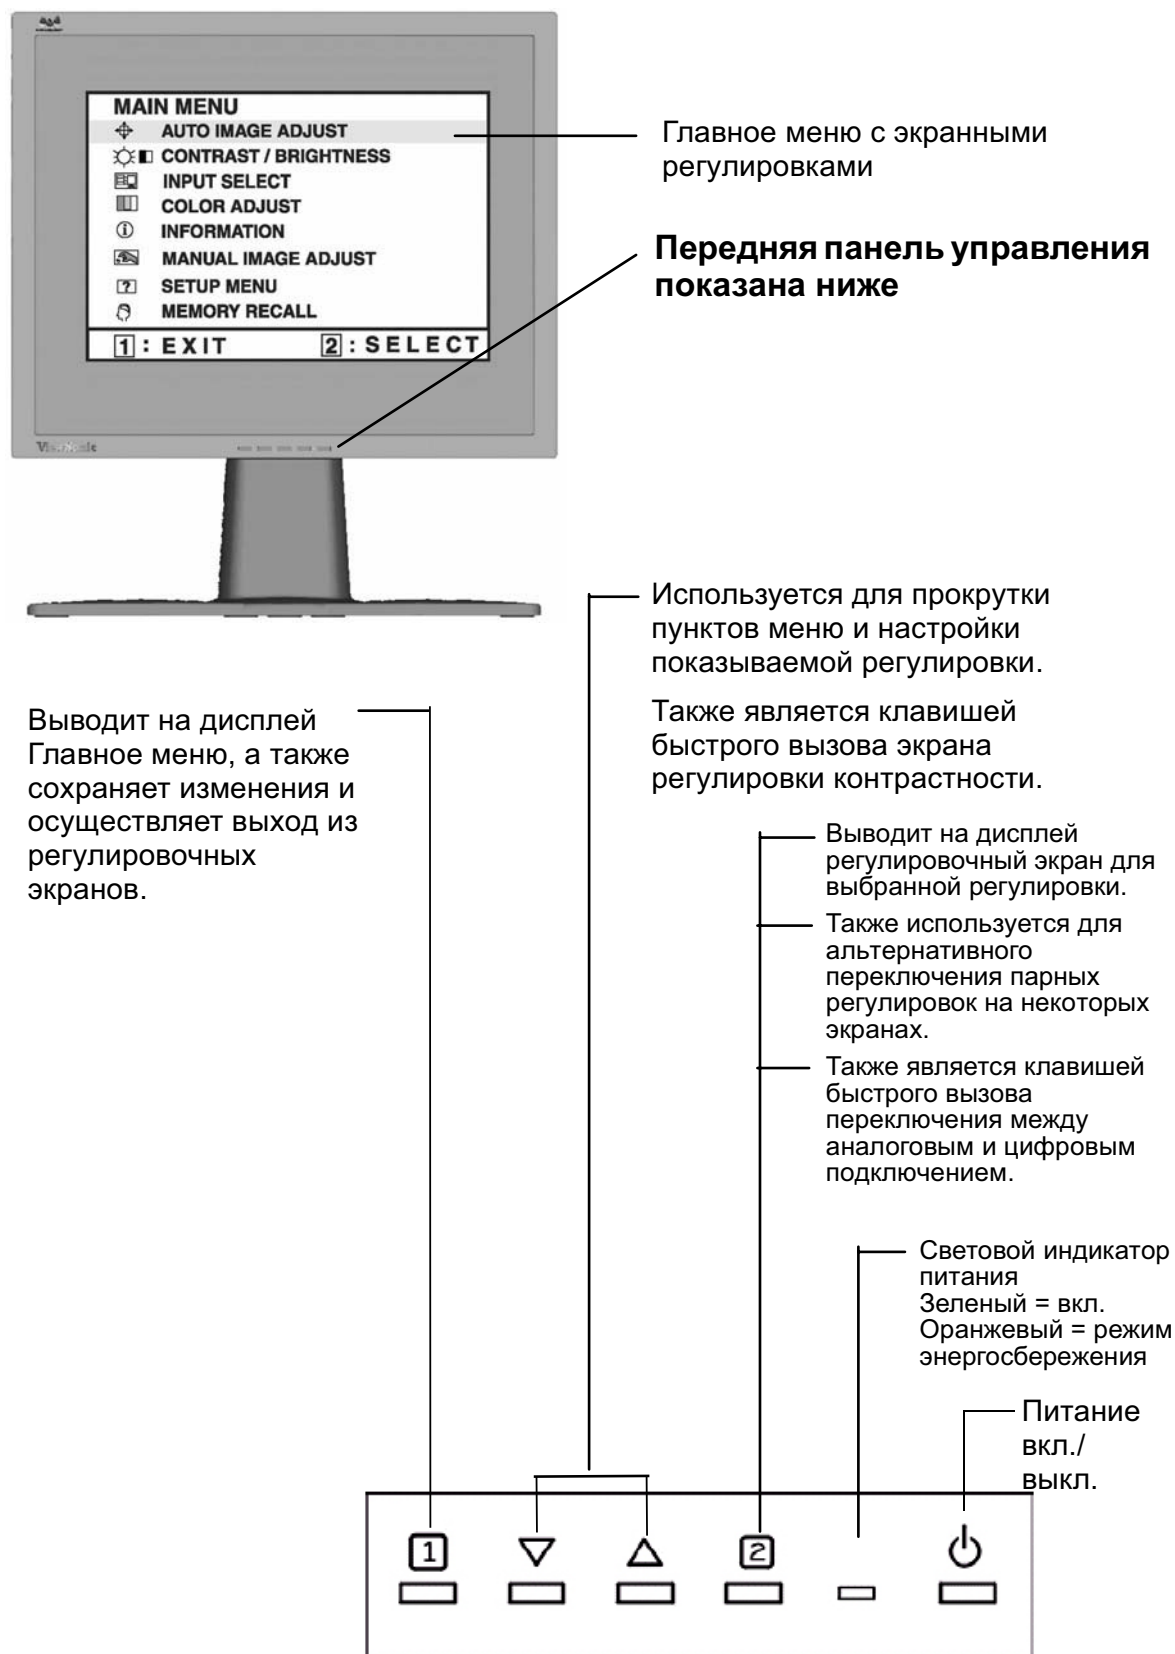 MAIN MENU
AUTO IMAGE ADJUST
CONTRAST / BRIGHTNESS
INPUT SELECT
COLOR ADJUST
INFORMATION
MANUAL IMAGE ADJUST
SETUP MENU
MEMORY RECALL
1 : EXIT 2 : SELECT
ViewSonic
Главное меню с экранными
регулировками
Передняя панель управления
показана ниже
Используется для прокрутки
пунктов меню и настройки
показываемой регулировки.
Также является клавишей
быстрого вызова экрана
регулировки контрастности.
Выводит на дисплей
Главное меню, а также
сохраняет изменения и
осуществляет выход из
регулировочных
экранов.
Выводит на дисплей
регулировочный экран для
выбранной регулировки.
Также используется для
альтернативного
переключения парных
регулировок на некоторых
экранах.
Также является клавишей
быстрого вызова
переключения между
аналоговым и цифровым
подключением.
Световой индикатор
питания
Зеленый = вкл.
Оранжевый = режим
энергосбережения
Питание
вкл./
выкл.
1 2